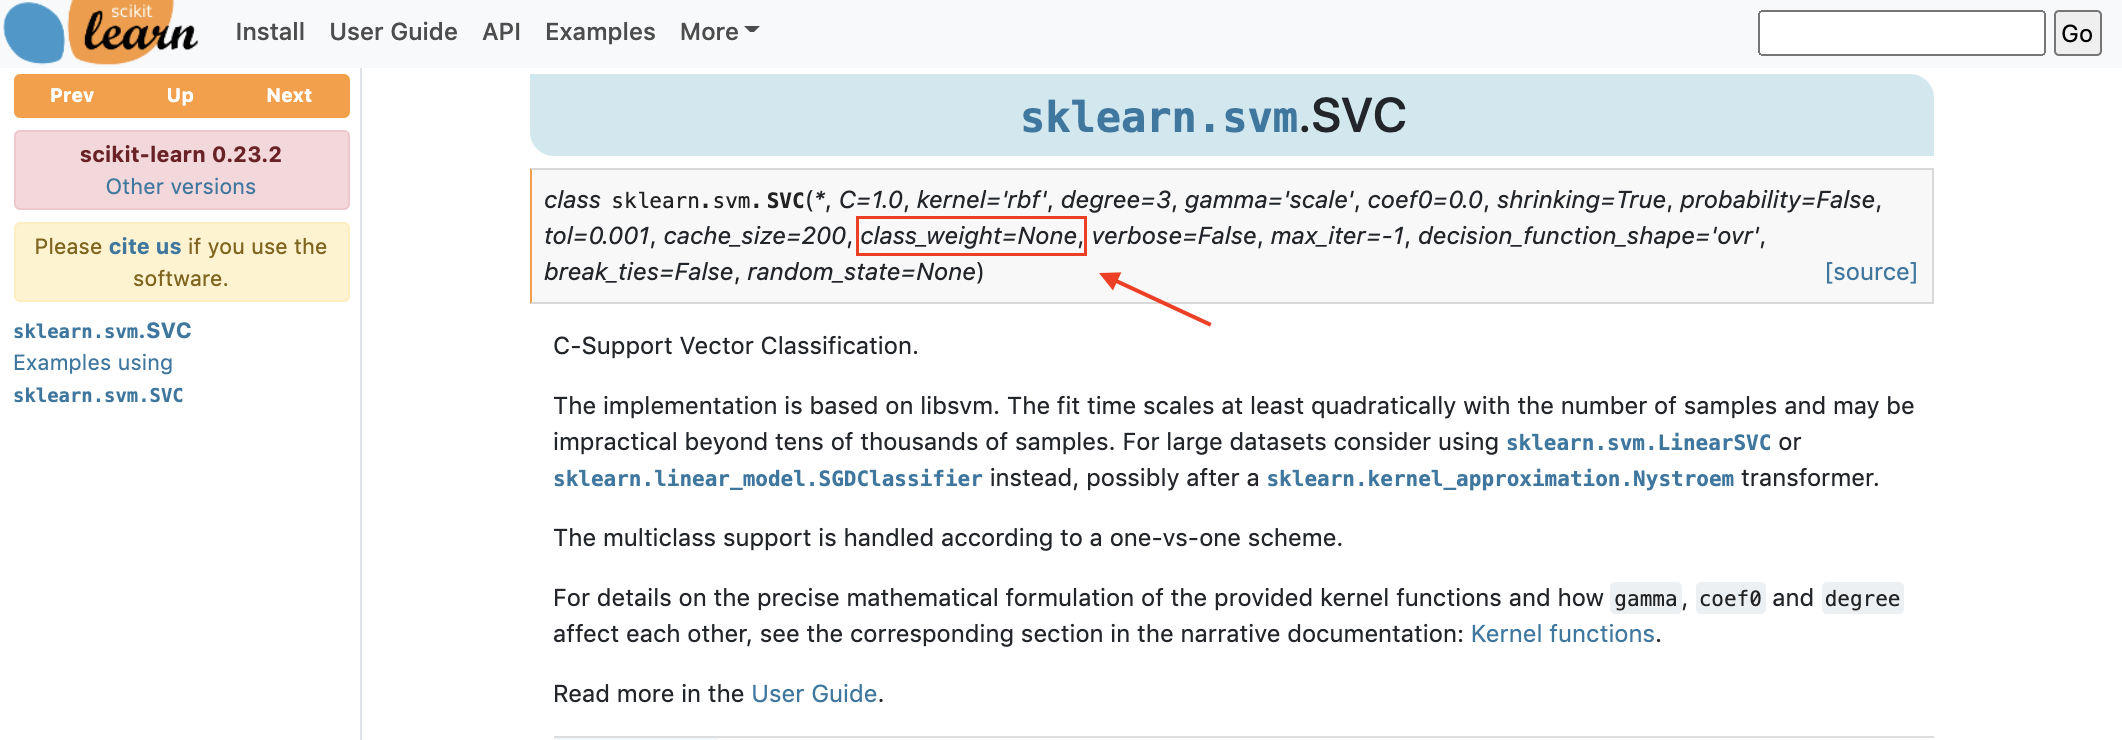 scikit
learn
Install User Guide API Examples More
Go
Prev Up Next
scikit-learn 0.23.2
Other versions
Please cite us if you use the
software.
sklearn.svm.SVC
Examples using
sklearn.svm.SVC
sklearn.svm.SVC
class sklearn.svm.SVC(*, C=1.0, kernel='rbf', degree=3, gamma='scale', coef0=0.0, shrinking=True, probability=False,
tol=0.001, cache_size=200, class_weight=None, verbose=False, max_iter=-1, decision_function_shape='ovr',
break_ties=False, random_state=None) [source]
C-Support Vector Classification.
The implementation is based on libsvm. The fit time scales at least quadratically with the number of samples and may be
impractical beyond tens of thousands of samples. For large datasets consider using sklearn.svm.LinearSVC or
sklearn.linear_model.SGDClassifier instead, possibly after a sklearn.kernel_approximation.Nystroem transformer.
The multiclass support is handled according to a one-vs-one scheme.
For details on the precise mathematical formulation of the provided kernel functions and how gamma, coef0 and degree
affect each other, see the corresponding section in the narrative documentation: Kernel functions.
Read more in the User Guide.